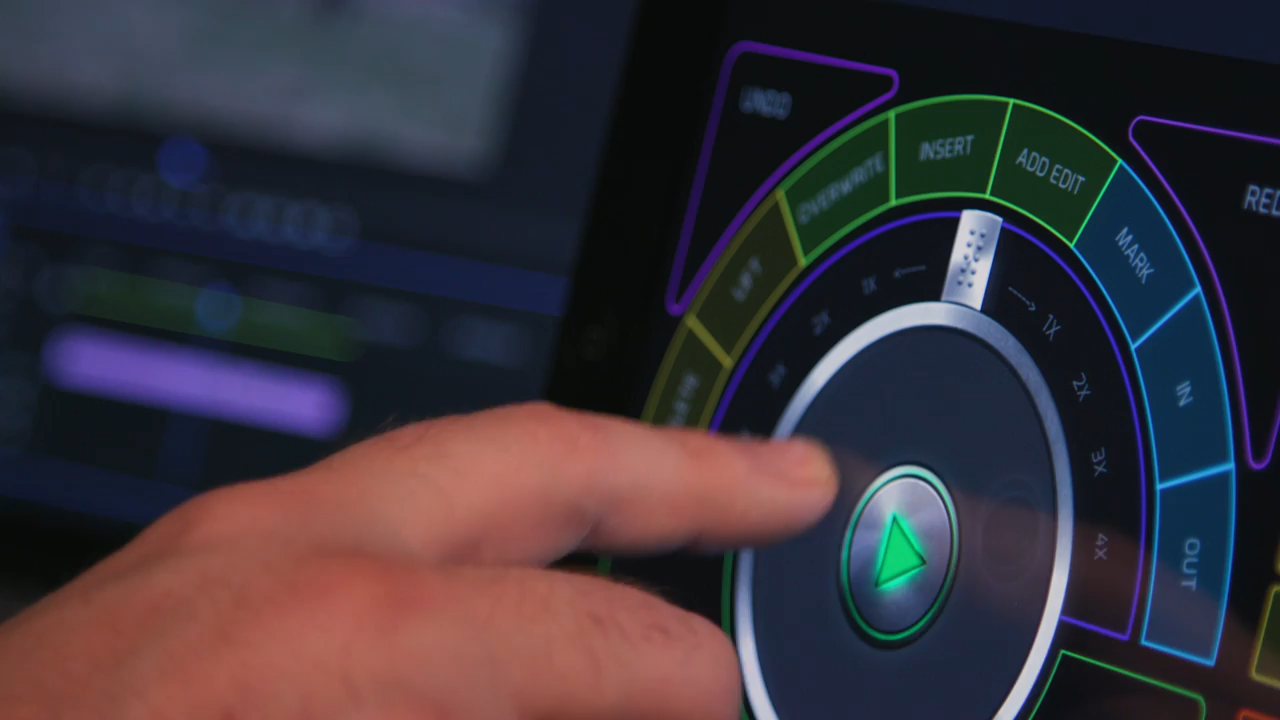 UNDO
OVERWRITE
INSERT
ADD EDIT
MARK
IN
OUT
LIFT
1X
2X
1X
2X
3X
4X